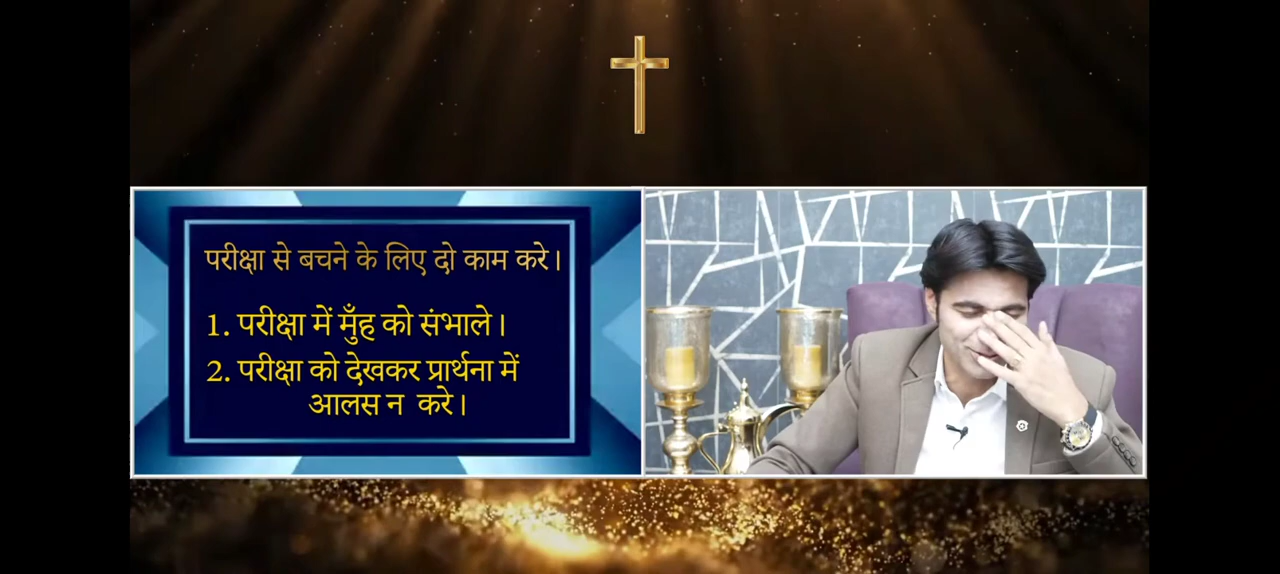 परीक्षा से बचने के लिए दो काम करे।
1. परीक्षा में मुँह को संभाले।
2. परीक्षा को देखकर प्रार्थना में
आलस न करे।